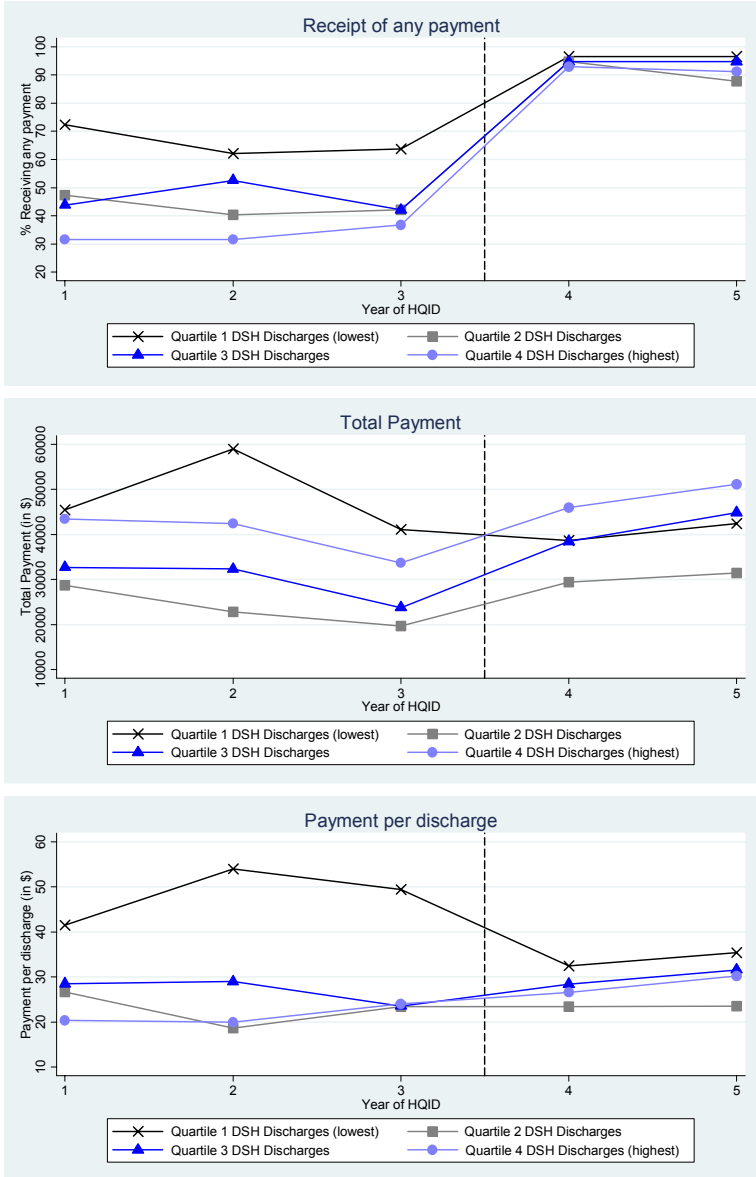 Receipt of any payment
% Receiving any payment
100
90
80
70
60
50
40
30
20
1 2 3 4 5
Year of HQID
Quartile 1 DSH Discharges (lowest) Quartile 2 DSH Discharges
Quartile 3 DSH Discharges Quartile 4 DSH Discharges (highest)
Total Payment
Total Payment (in $)
60000
50000
40000
30000
20000
10000
1 2 3 4 5
Year of HQID
Quartile 1 DSH Discharges (lowest) Quartile 2 DSH Discharges
Quartile 3 DSH Discharges Quartile 4 DSH Discharges (highest)
Payment per discharge
Payment per discharge (in $)
60
50
40
30
20
10
1 2 3 4 5
Year of HQID
Quartile 1 DSH Discharges (lowest) Quartile 2 DSH Discharges
Quartile 3 DSH Discharges Quartile 4 DSH Discharges (highest)